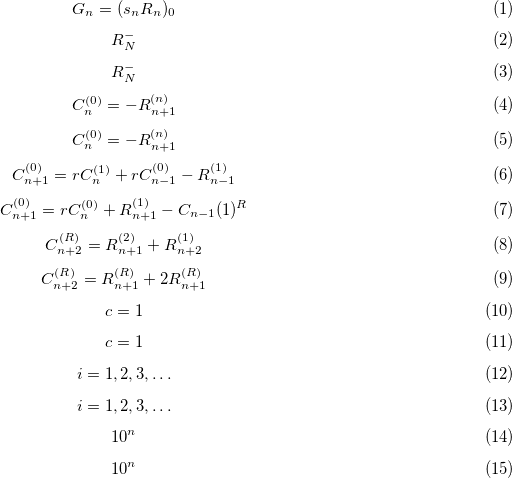 G_n = (s_n R_n)_0 (1)
R_N^- (2)
R_N^- (3)
C_n^{(0)} = -R_{n+1}^{(n)} (4)
C_n^{(0)} = -R_{n+1}^{(n)} (5)
C_{n+1}^{(0)} = rC_n^{(1)} + rC_{n-1}^{(0)} - R_{n-1}^{(1)} (6)
C_{n+1}^{(0)} = rC_n^{(0)} + R_{n+1}^{(1)} - C_{n-1}(1)^R (7)
C_{n+2}^{(R)} = R_{n+1}^{(2)} + R_{n+2}^{(1)} (8)
C_{n+2}^{(R)} = R_{n+1}^{(R)} + 2R_{n+1}^{(R)} (9)
c = 1 (10)
c = 1 (11)
i = 1, 2, 3, ... (12)
i = 1, 2, 3, ... (13)
10^n (14)
10^n (15)